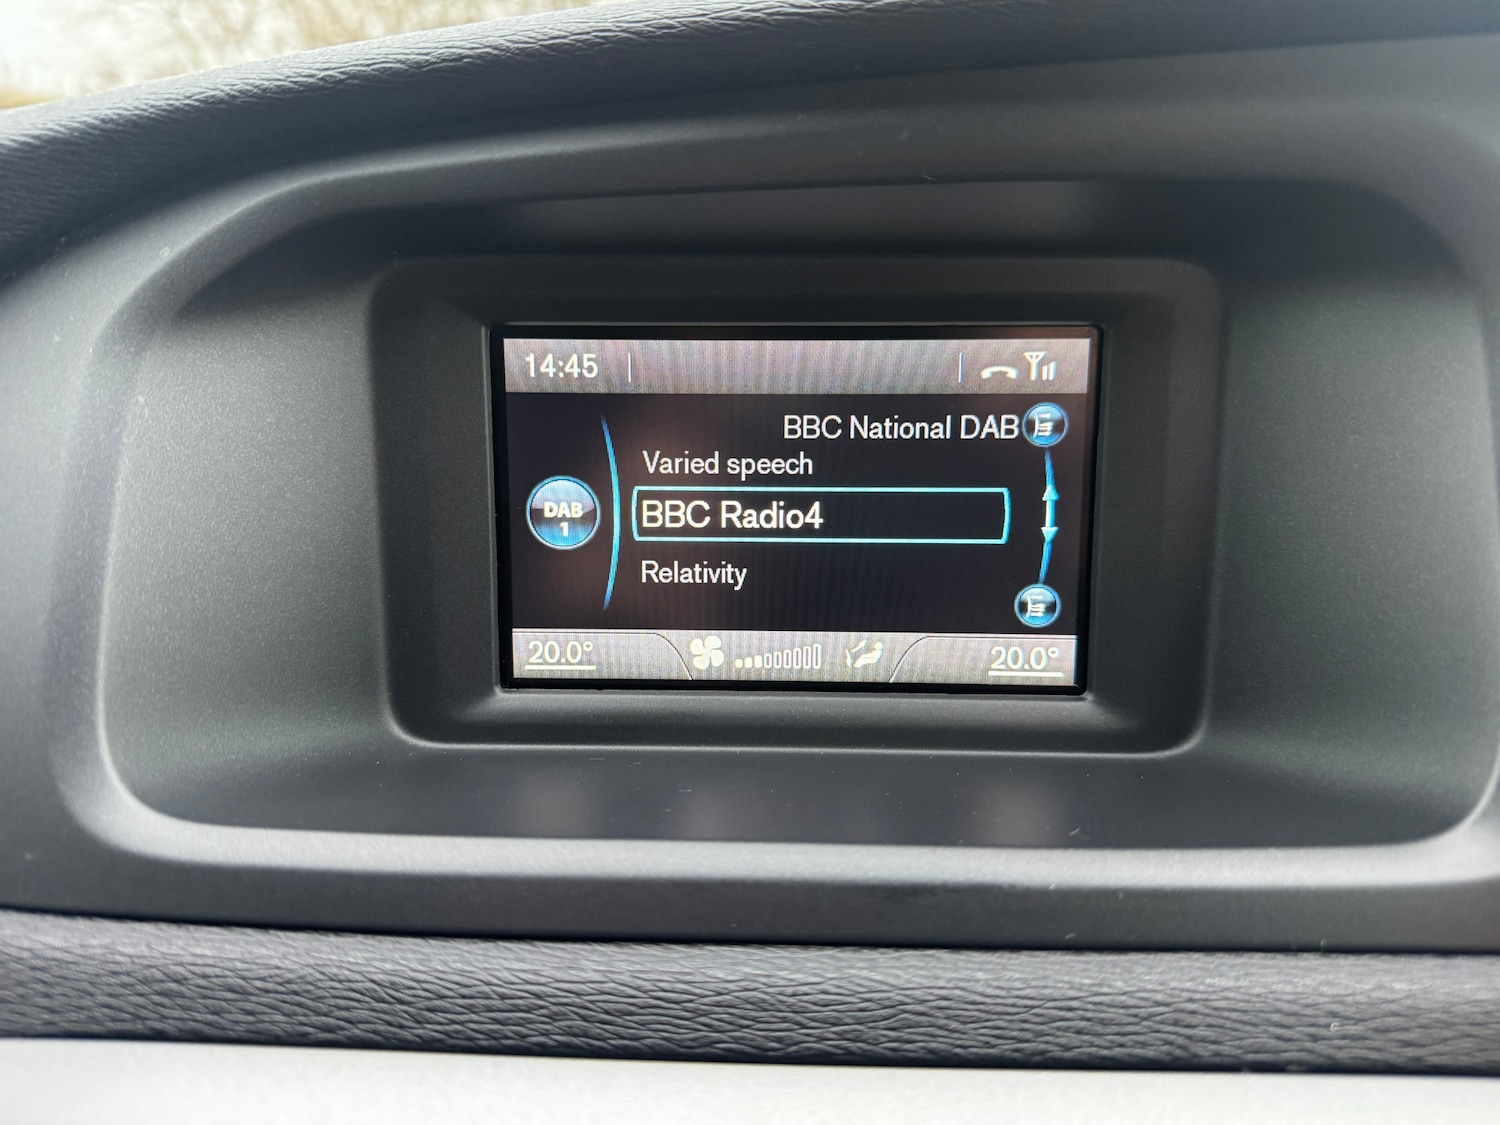 14:45
BBC National DAB
Varied speech
DAB
1
BBC Radio4
Relativity
20.0°
20.0°